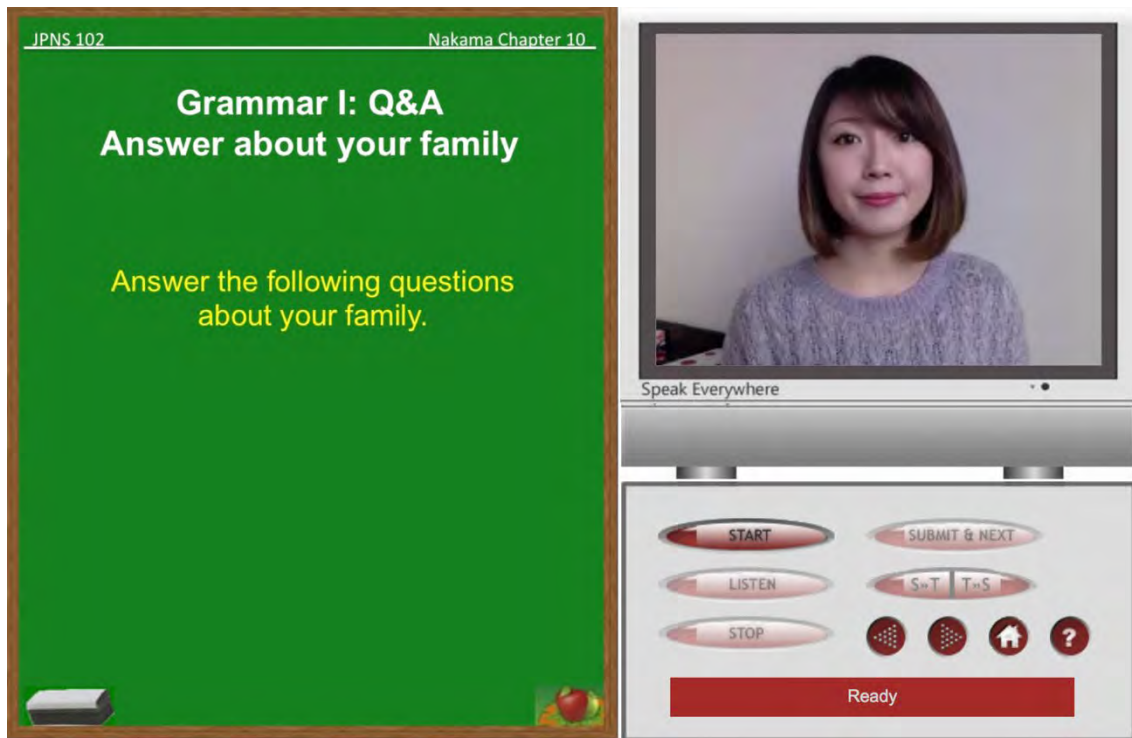 JPNS 102
Nakama Chapter 10
Grammar I: Q&A
Answer about your family
Answer the following questions
about your family.
Speak Everywhere
START
SUBMIT & NEXT
LISTEN
S»T
T»S
STOP
?
Ready